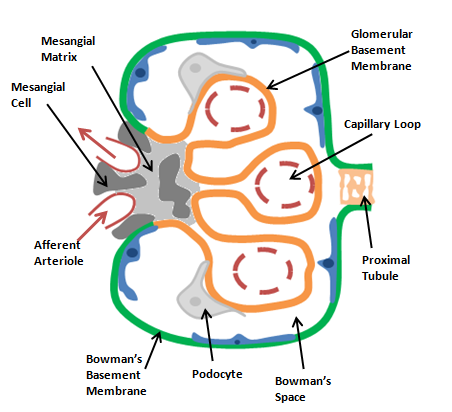 Mesangial
Matrix
Glomerular
Basement
Membrane
Mesangial
Cell
Capillary Loop
Afferent
Arteriole
Proximal
Tubule
Bowman's
Basement
Membrane
Podocyte
Bowman's
Space